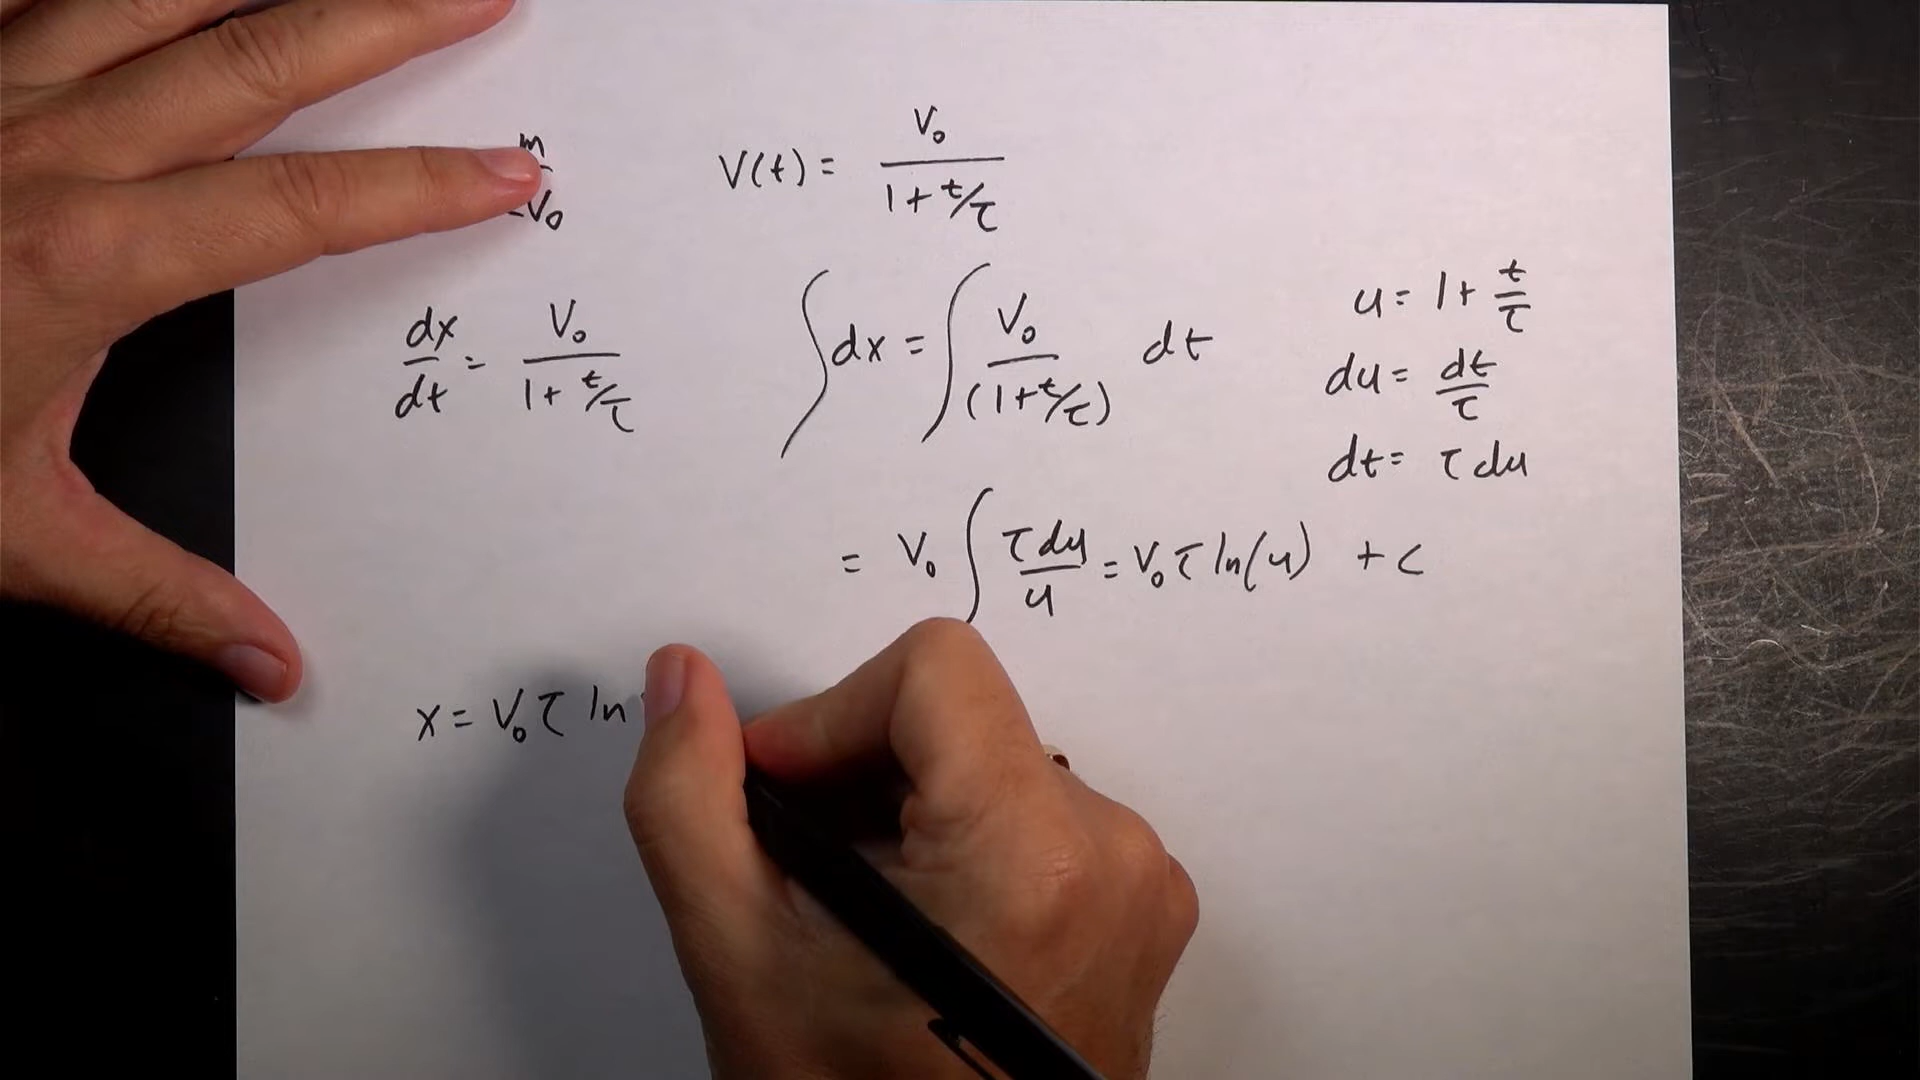 m/V₀    V(t) = V₀/(1 + t/τ)
dx/dt = V₀/(1 + t/τ)    ∫dx = ∫ V₀/(1 + t/τ) dt    u = 1 + t/τ
du = dt/τ
dt = τ du
= V₀ ∫ τ du/u = V₀ τ ln(u) + c
x = V₀ τ ln